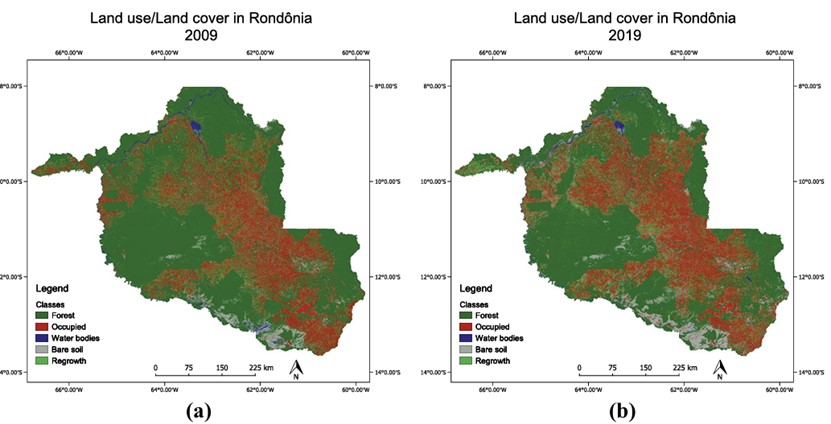 Land use/Land cover in Rondônia
2009
66°0.00'W 64°0.00'W 62°0.00'W 60°0.00'W
8°0.00'S 8°0.00'S
0°0.00'S 10°0.00'S
2°0.00'S 12°0.00'S
Legend
Classes
Forest
Occupied
Water bodies
Bare soil
Regrowth
0 75 150 225 km
N
4°0.00'S 14°0.00'S
66°0.00'W 64°0.00'W 62°0.00'W 60°0.00'W
(a)
Land use/Land cover in Rondônia
2019
66°0.00'W 64°0.00'W 62°0.00'W 60°0.00'W
8°0.00'S 8°0.00'S
0°0.00'S 10°0.00'S
2°0.00'S 12°0.00'S
Legend
Classes
Forest
Occupied
Water bodies
Bare soil
Regrowth
0 75 150 225 km
N
4°0.00'S 14°0.00'S
66°0.00'W 64°0.00'W 62°0.00'W 60°0.00'W
(b)